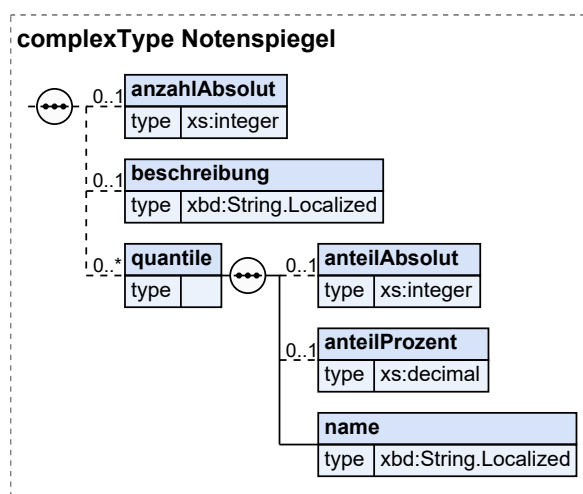 complexType Notenspiegel
0..1 anzahlAbsolut
type xs:integer
0..1 beschreibung
type xbd:String.Localized
0..* quantile
type
0..1 anteilAbsolut
type xs:integer
0..1 anteilProzent
type xs:decimal
name
type xbd:String.Localized